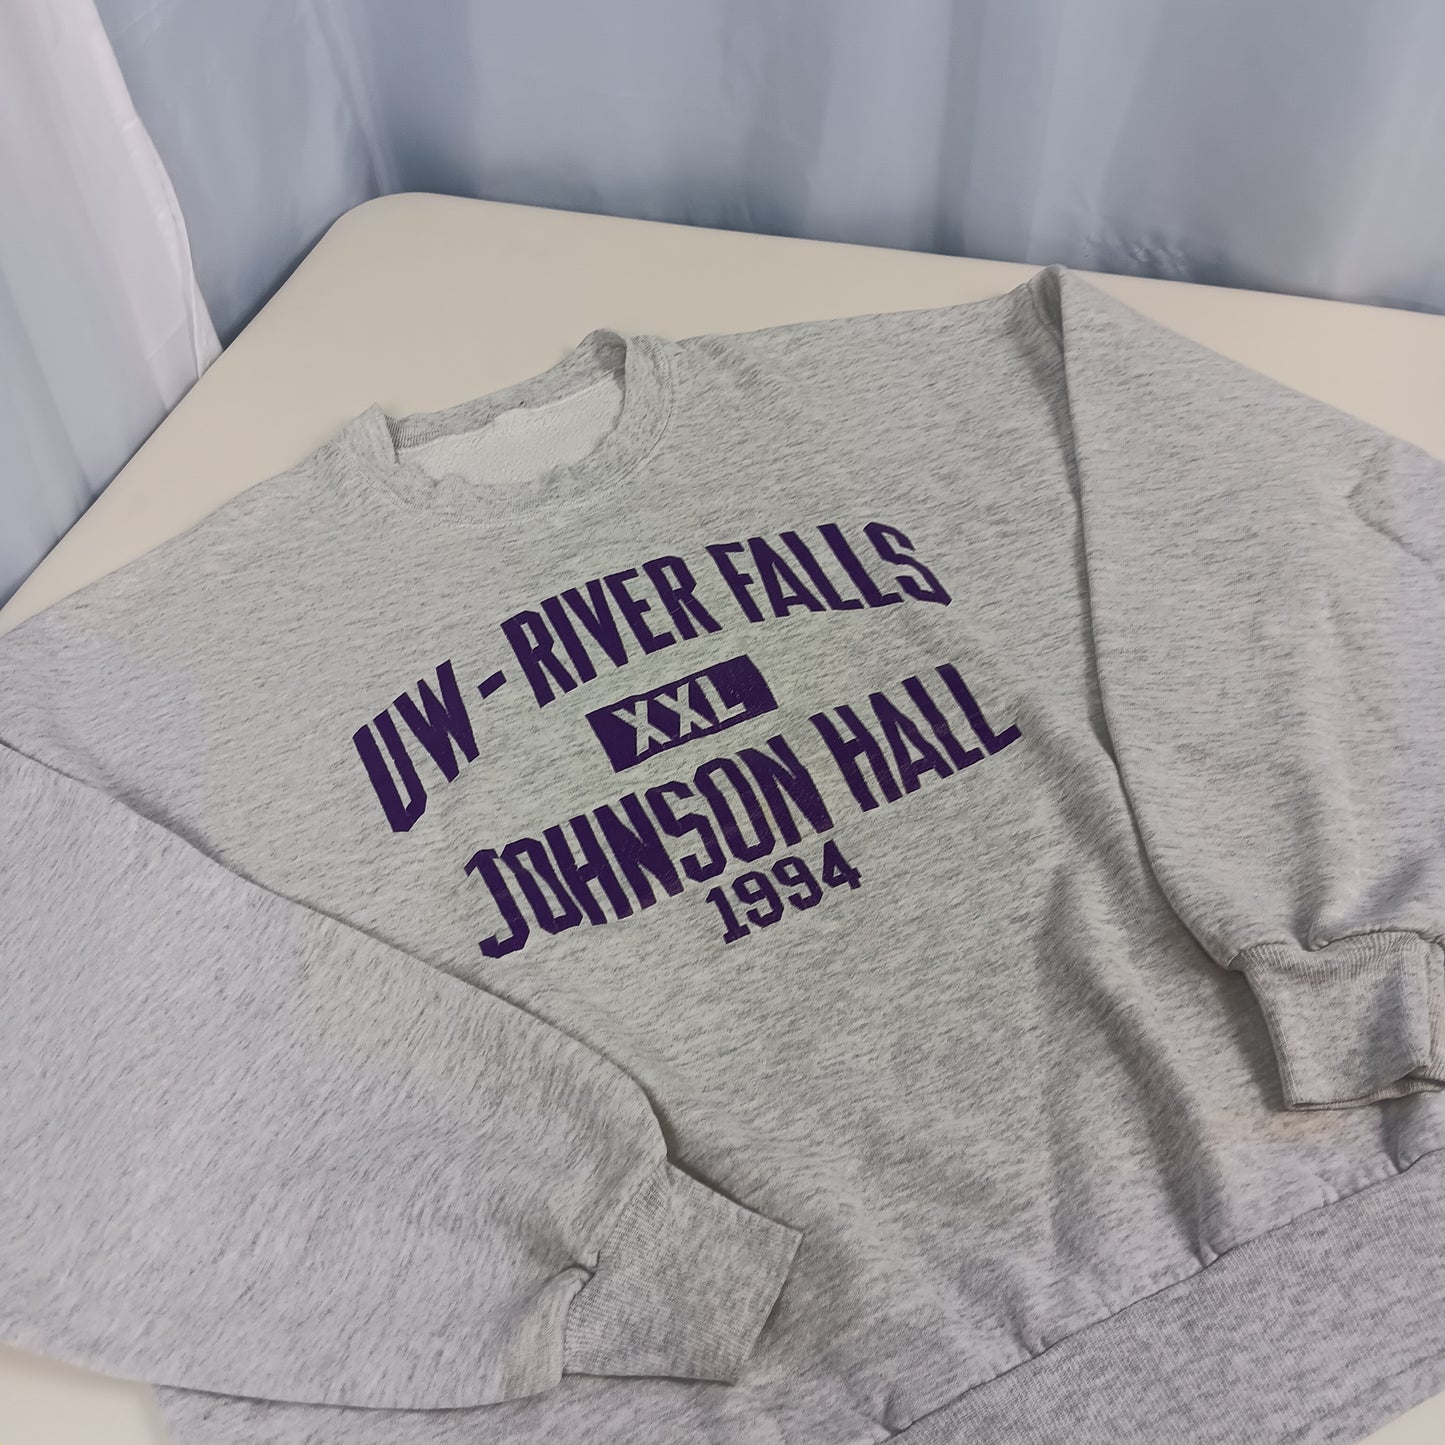 UW - RIVER FALLS
XXL
JOHNSON HALL
1994